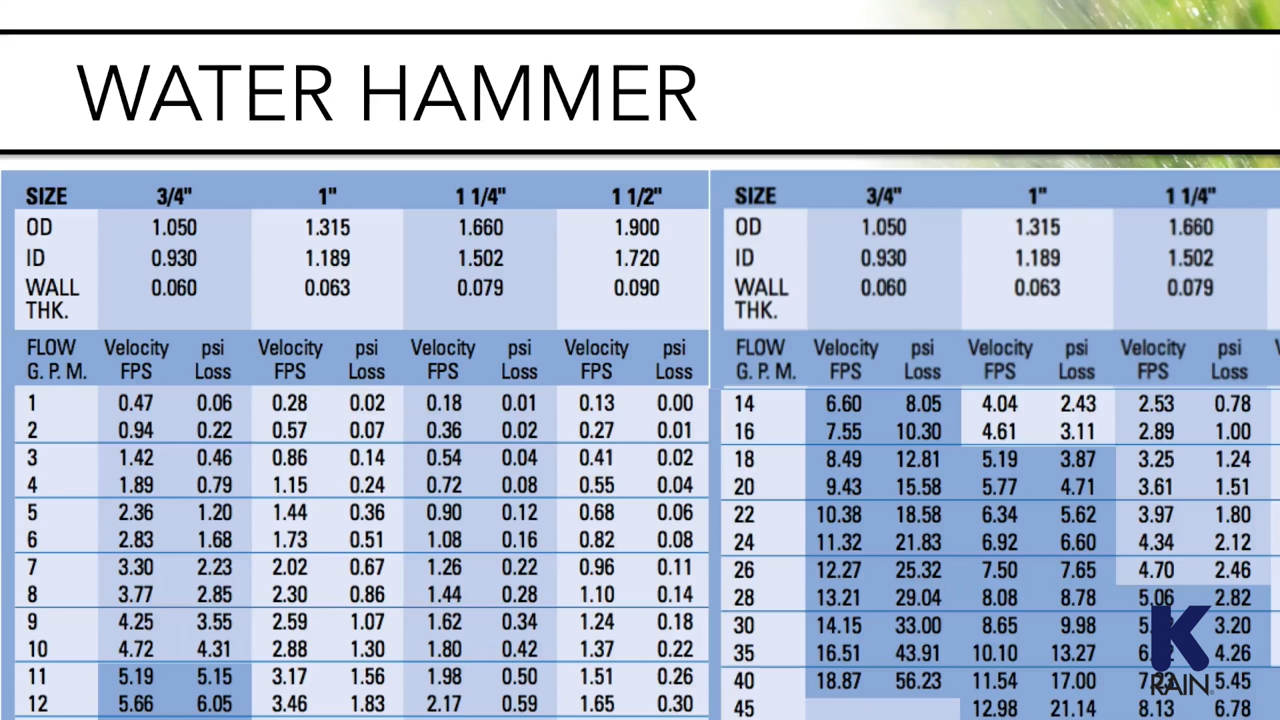 WATER HAMMER
SIZE 3/4" 1" 1 1/4" 1 1/2"
OD 1.050 1.315 1.660 1.900
ID 0.930 1.189 1.502 1.720
WALL 0.060 0.063 0.079 0.090
THK.
FLOW Velocity psi Velocity psi Velocity psi Velocity psi
G. P. M. FPS Loss FPS Loss FPS Loss FPS Loss
1 0.47 0.06 0.28 0.02 0.18 0.01 0.13 0.00
2 0.94 0.22 0.57 0.07 0.36 0.02 0.27 0.01
3 1.42 0.46 0.86 0.14 0.54 0.04 0.41 0.02
4 1.89 0.79 1.15 0.24 0.72 0.08 0.55 0.04
5 2.36 1.20 1.44 0.36 0.90 0.12 0.68 0.06
6 2.83 1.68 1.73 0.51 1.08 0.16 0.82 0.08
7 3.30 2.23 2.02 0.67 1.26 0.22 0.96 0.11
8 3.77 2.85 2.30 0.86 1.44 0.28 1.10 0.14
9 4.25 3.55 2.59 1.07 1.62 0.34 1.24 0.18
10 4.72 4.31 2.88 1.30 1.80 0.42 1.37 0.22
11 5.19 5.15 3.17 1.56 1.98 0.50 1.51 0.26
12 5.66 6.05 3.46 1.83 2.17 0.59 1.65 0.30
SIZE 3/4" 1" 1 1/4"
OD 1.050 1.315 1.660
ID 0.930 1.189 1.502
WALL 0.060 0.063 0.079
THK.
FLOW Velocity psi Velocity psi Velocity psi
G. P. M. FPS Loss FPS Loss FPS Loss
14 6.60 8.05 4.04 2.43 2.53 0.78
16 7.55 10.30 4.61 3.11 2.89 1.00
18 8.49 12.81 5.19 3.87 3.25 1.24
20 9.43 15.58 5.77 4.71 3.61 1.51
22 10.38 18.58 6.34 5.62 3.97 1.80
24 11.32 21.83 6.92 6.60 4.34 2.12
26 12.27 25.32 7.50 7.65 4.70 2.46
28 13.21 29.04 8.08 8.78 5.06 2.82
30 14.15 33.00 8.65 9.98 3.20
35 16.51 43.91 10.10 13.27 4.26
40 18.87 56.23 11.54 17.00 5.45
45 12.98 21.14 8.13 6.78
K
RAIN